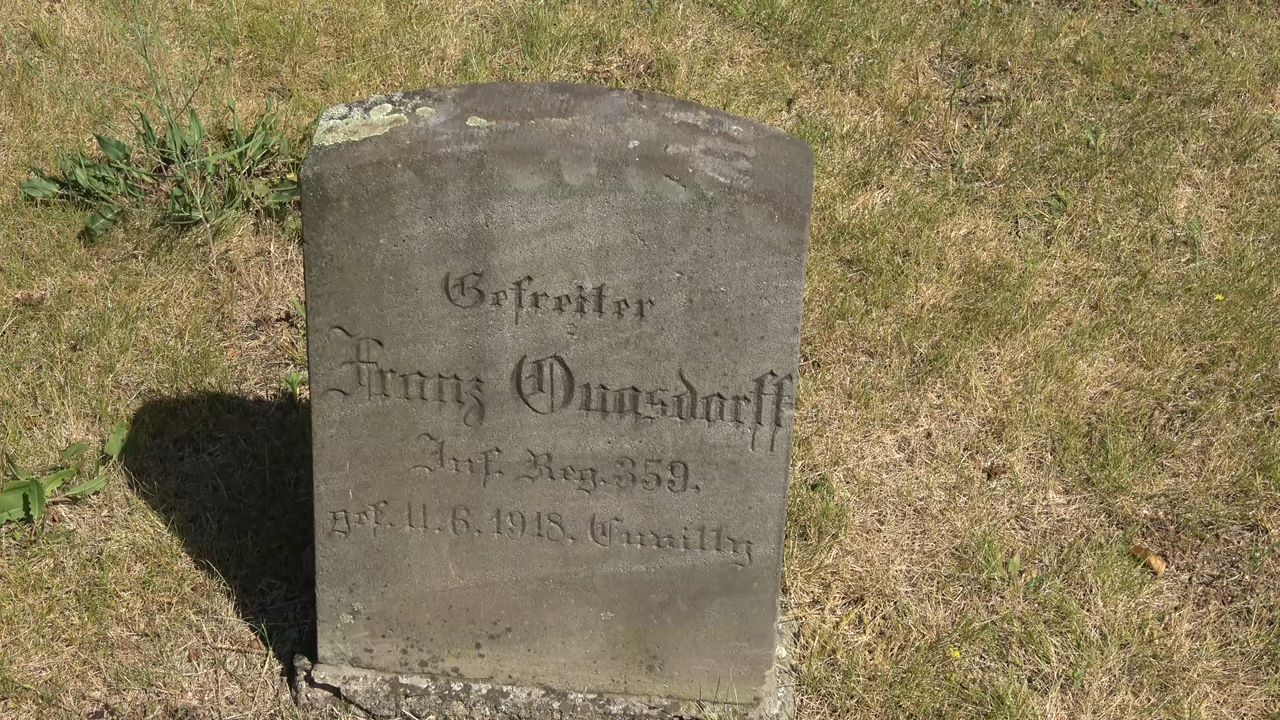 Gefreiter
Franz Quasdorff
Inf. Reg. 359.
gef. 11. 6. 1918. Cuvilly